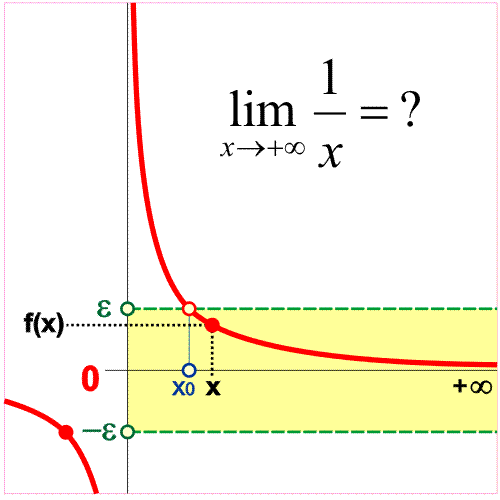 lim x→+∞ 1/x = ?
ε
f(x)
0
x0 x +∞
−ε